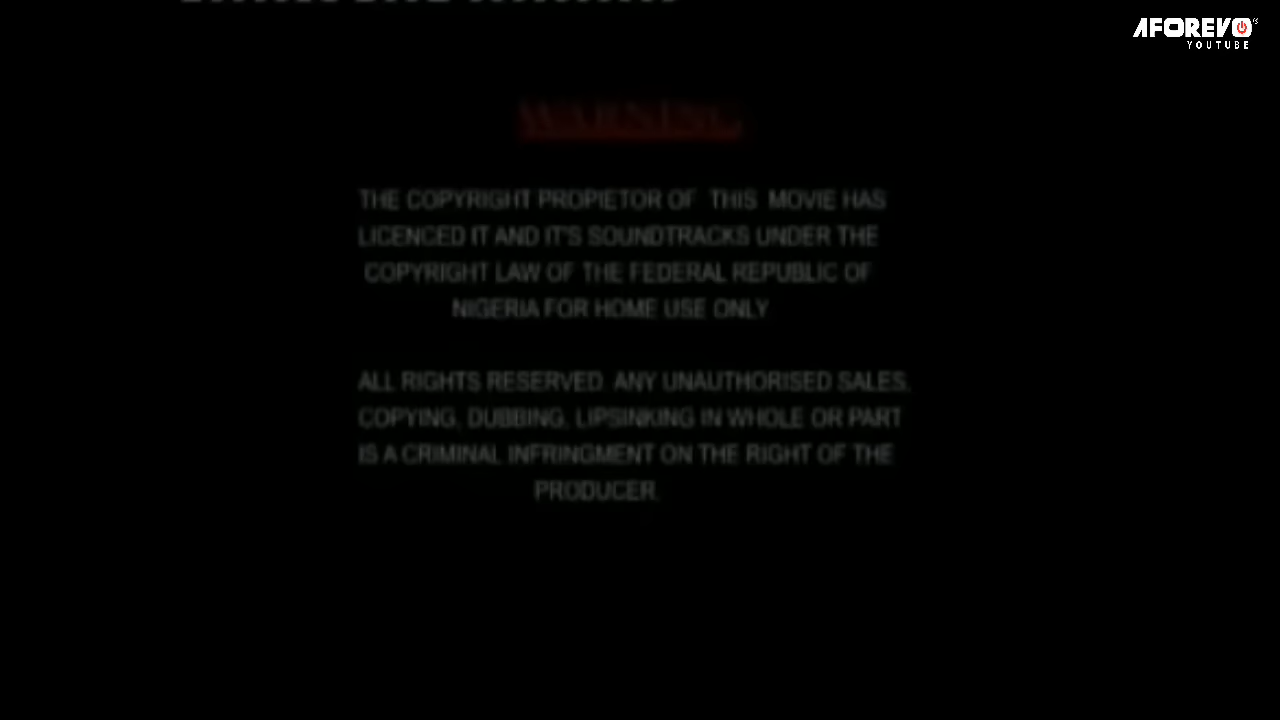 AFOREVO
YOUTUBE
WARNING
THE COPYRIGHT PROPIETOR OF THIS MOVIE HAS
LICENCED IT AND IT'S SOUNDTRACKS UNDER THE
COPYRIGHT LAW OF THE FEDERAL REPUBLIC OF
NIGERIA FOR HOME USE ONLY
ALL RIGHTS RESERVED. ANY UNAUTHORISED SALES,
COPYING, DUBBING, LIPSINKING IN WHOLE OR PART
IS A CRIMINAL INFRINGMENT ON THE RIGHT OF THE
PRODUCER.